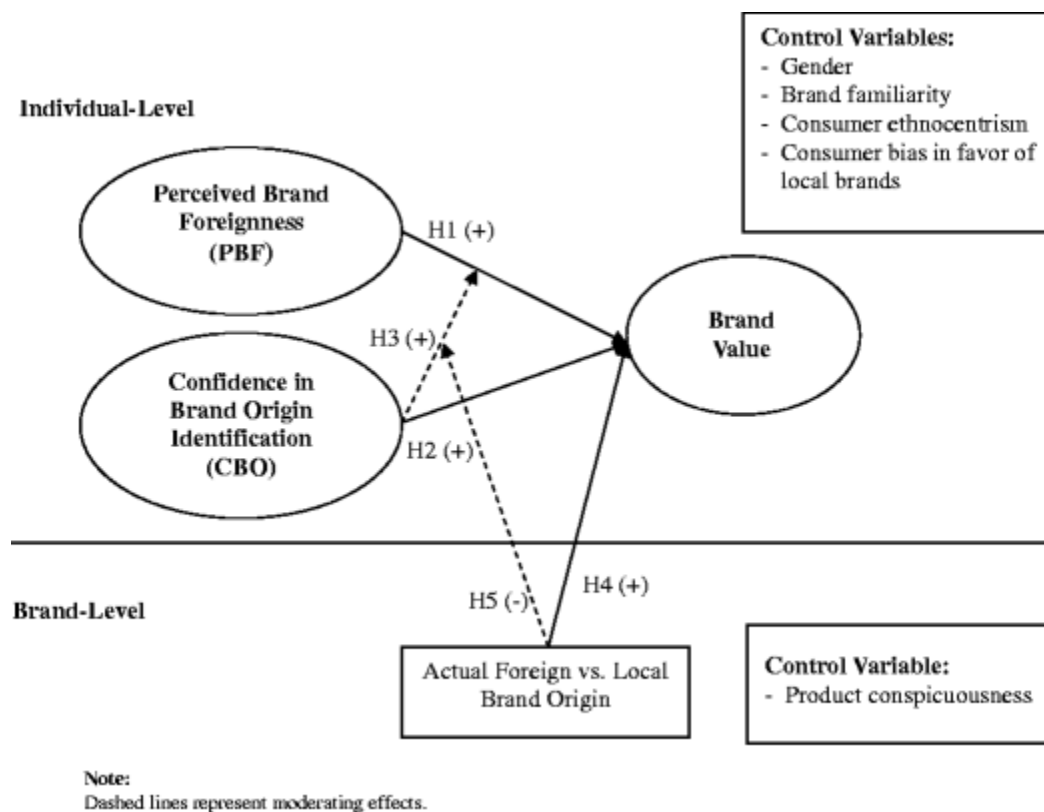 Control Variables:
- Gender
- Brand familiarity
- Consumer ethnocentrism
- Consumer bias in favor of
local brands
Individual-Level
Perceived Brand
Foreignness
(PBF)
H1 (+)
Brand
Value
H3 (+)
Confidence in
Brand Origin
Identification
(CBO)
H2 (+)
H5 (-)
H4 (+)
Brand-Level
Actual Foreign vs. Local
Brand Origin
Control Variable:
- Product conspicuousness
Note:
Dashed lines represent moderating effects.